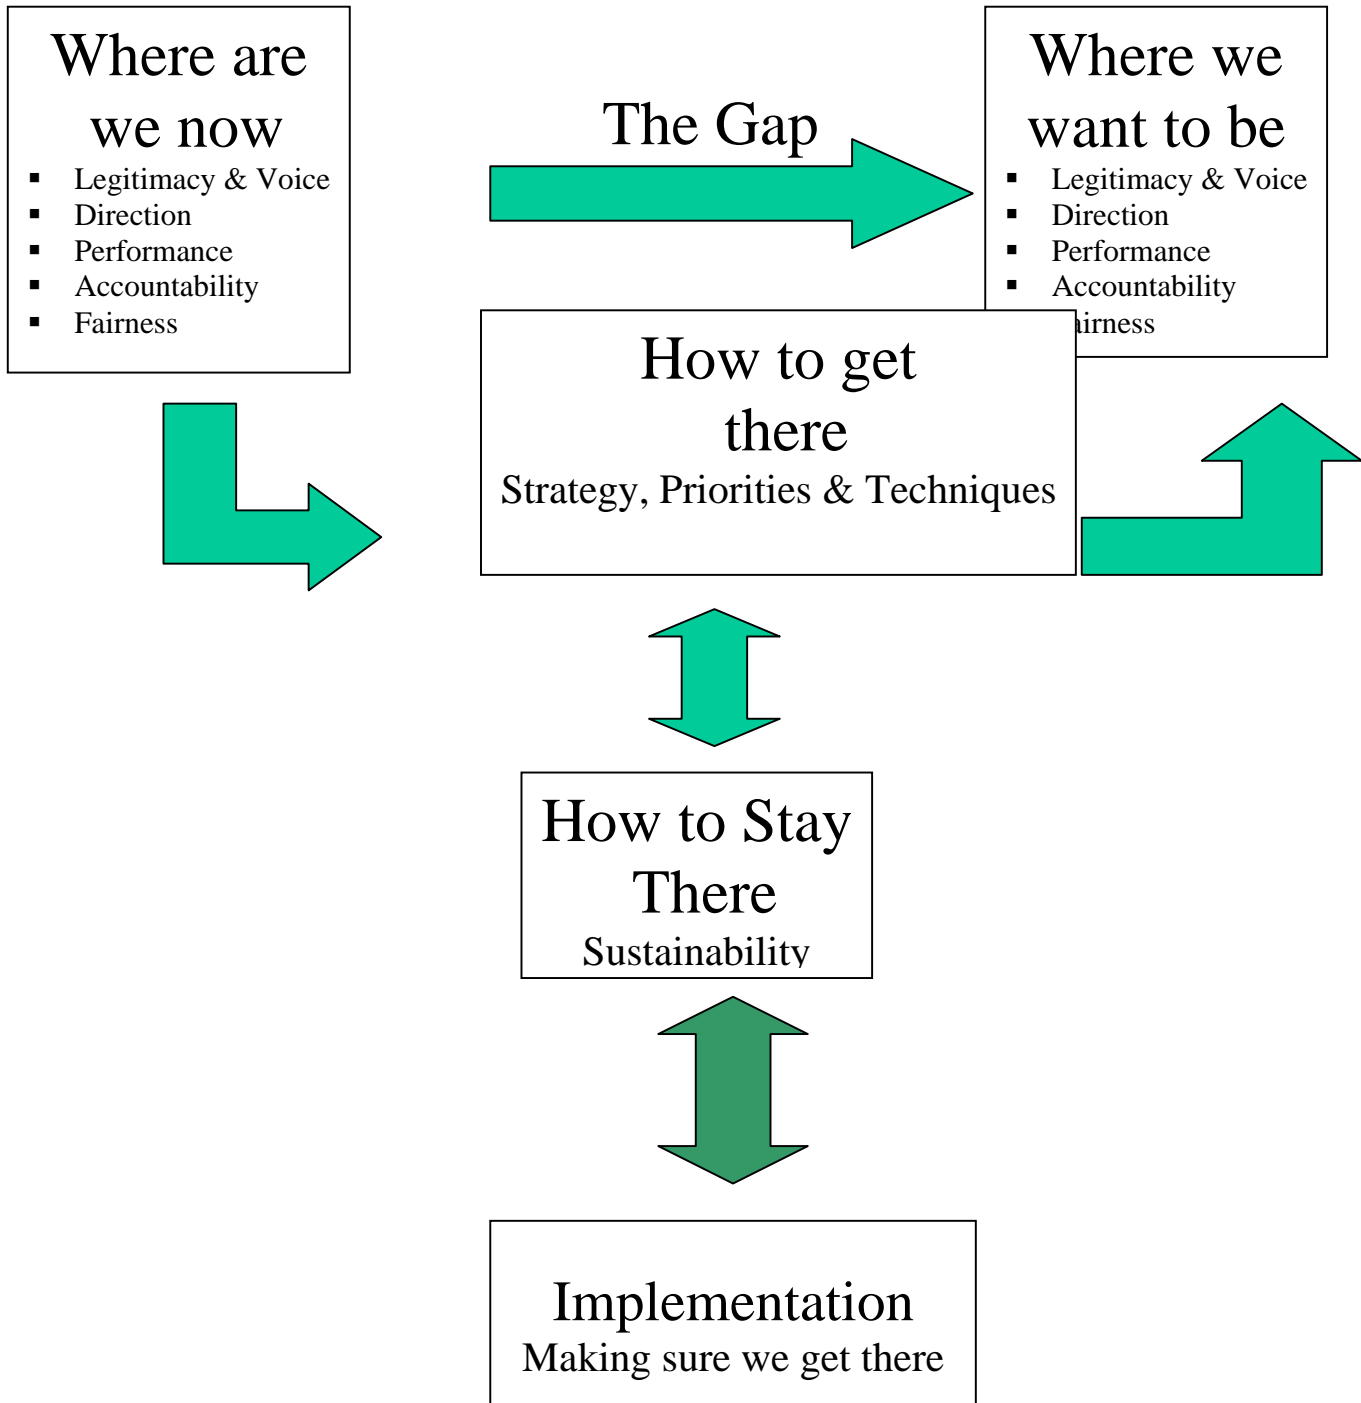 Where are
we now
▪ Legitimacy & Voice
▪ Direction
▪ Performance
▪ Accountability
▪ Fairness
The Gap
Where we
want to be
▪ Legitimacy & Voice
▪ Direction
▪ Performance
▪ Accountability
airness
How to get
there
Strategy, Priorities & Techniques
How to Stay
There
Sustainability
Implementation
Making sure we get there